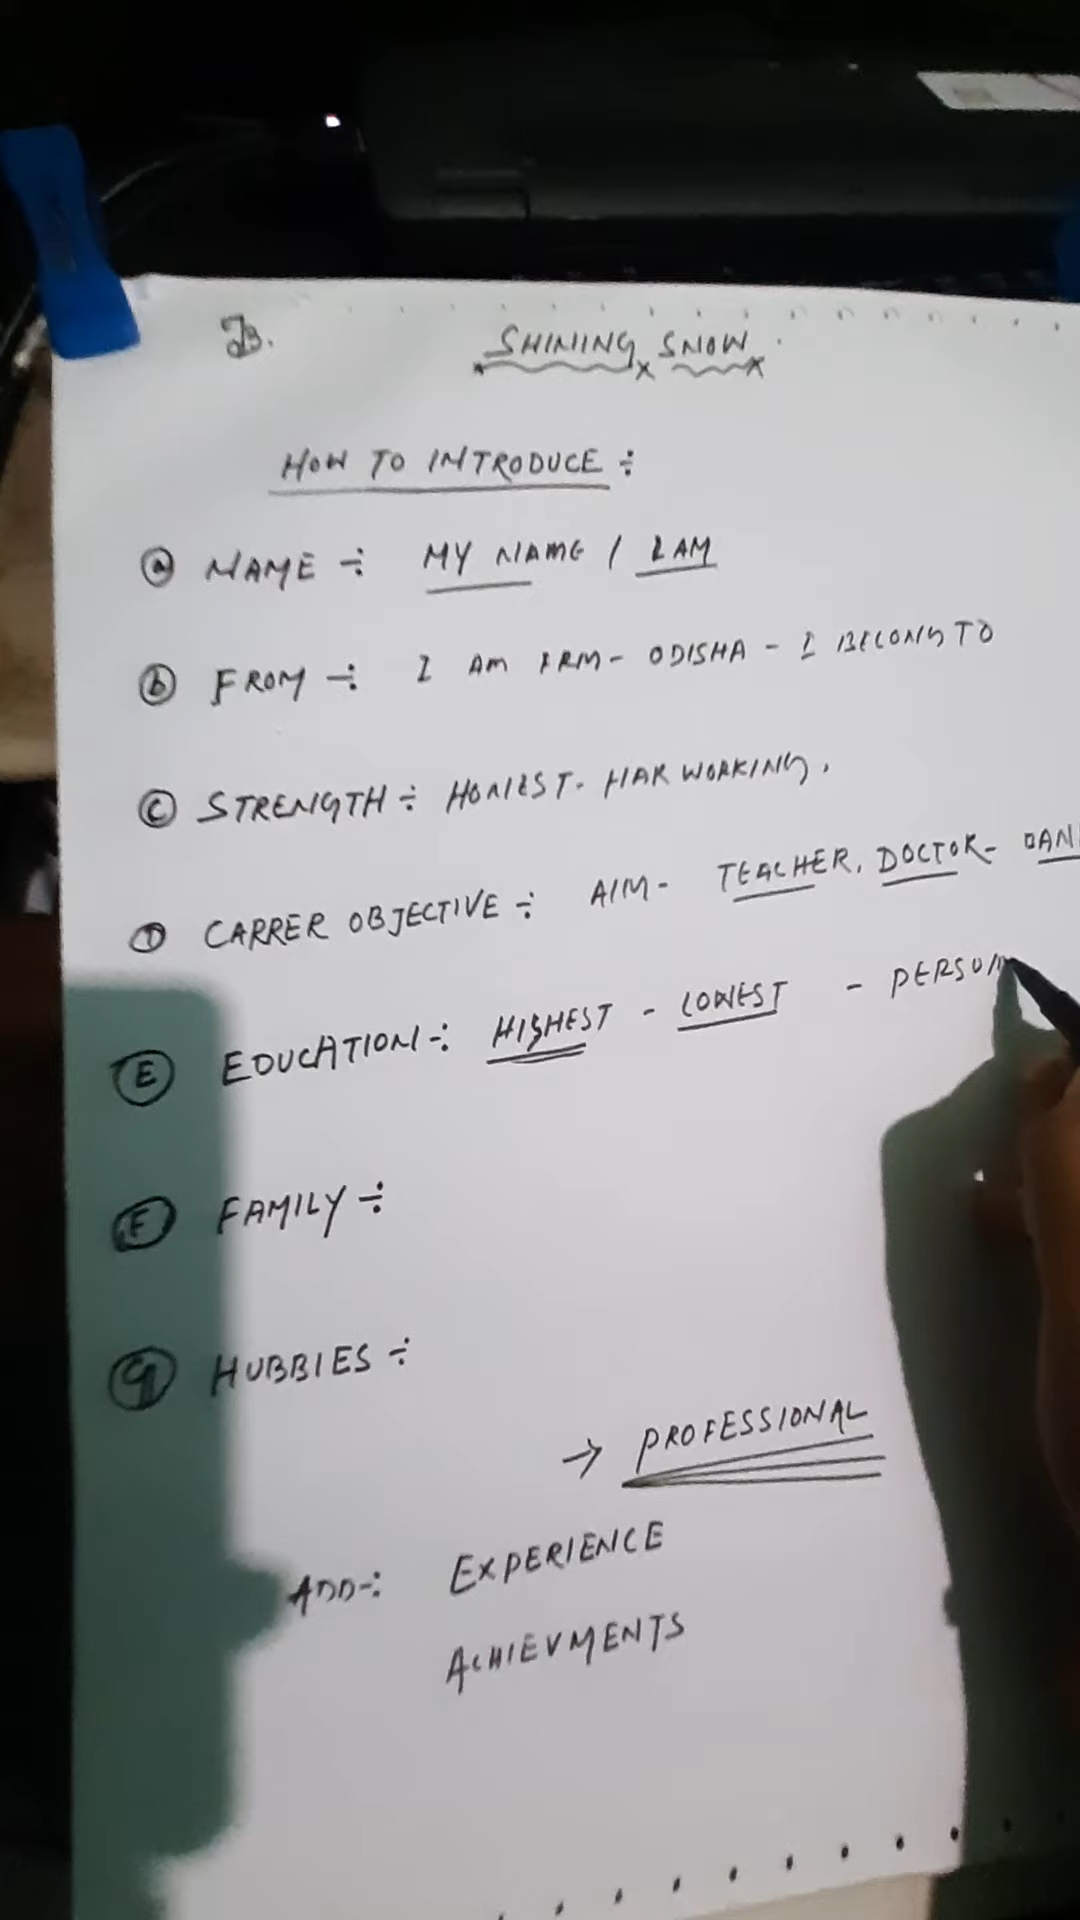 SHINING SNOW
HOW TO INTRODUCE ÷
a NAME ÷ MY NAME / I AM
b FROM ÷ I AM FRM - ODISHA - I BELONG TO
C STRENGTH ÷ HONEST - HAR WORKING,
D CARRER OBJECTIVE ÷ AIM - TEACHER, DOCTOR -
E EDUCATION -: HIGHEST - LOWEST -
F FAMILY ÷
g HUBBIES ÷
→ PROFESSIONAL
ADD -: EXPERIENCE
ACHIEVMENTS